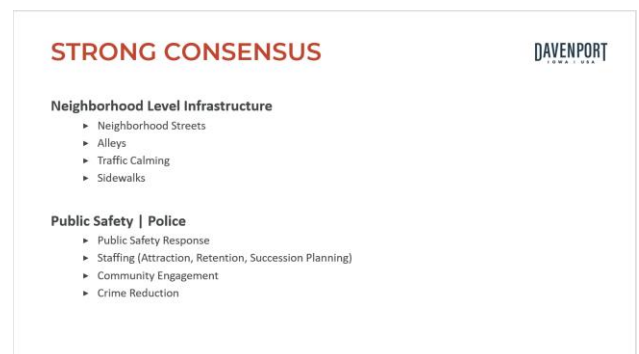 STRONG CONSENSUS
DAVENPORT
IOWA | USA
Neighborhood Level Infrastructure
► Neighborhood Streets
► Alleys
► Traffic Calming
► Sidewalks
Public Safety | Police
► Public Safety Response
► Staffing (Attraction, Retention, Succession Planning)
► Community Engagement
► Crime Reduction